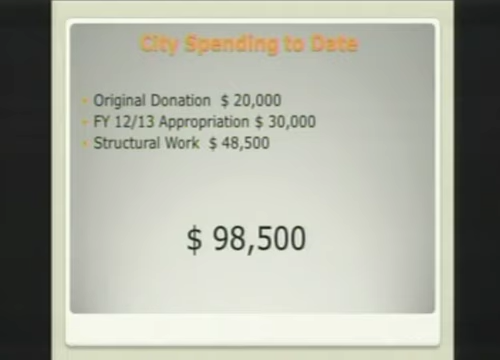 City Spending to Date
Original Donation $ 20,000
FY 12/13 Appropriation $ 30,000
Structural Work $ 48,500
$ 98,500